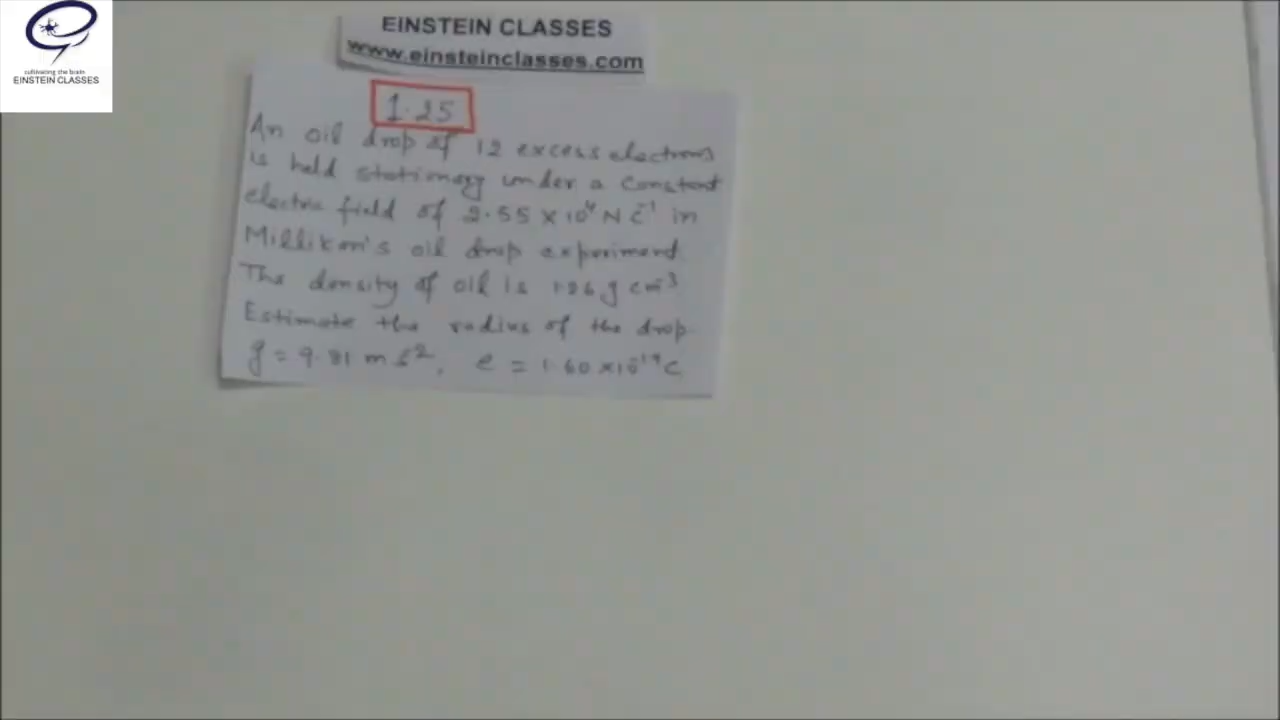 cultivating the brain
EINSTEIN CLASSES
EINSTEIN CLASSES
www.einsteinclasses.com
1.25
An oil drop of 12 excess electrons
is held stationery under a constant
electric field of 2.55 x 10⁴ N C⁻¹ in
Millikan's oil drop experiment.
The density of oil is 1.26 g cm⁻³
Estimate the radius of the drop.
g = 9.81 m s⁻², e = 1.60 x 10⁻¹⁹ C